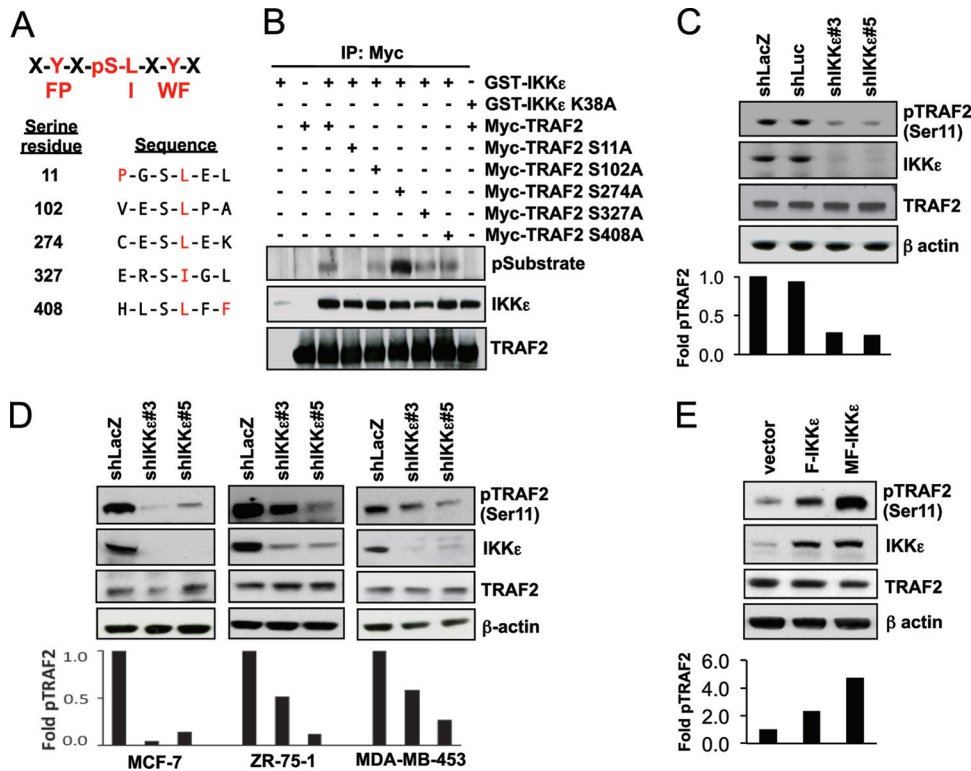 A
X-Y-X-pS-L-X-Y-X
FP I WF
Serine residue Sequence
11 P-G-S-L-E-L
102 V-E-S-L-P-A
274 C-E-S-L-E-K
327 E-R-S-I-G-L
408 H-L-S-L-F-F
B
IP: Myc
+ - + + + + + + - GST-IKKε
- - - - - - - - + GST-IKKε K38A
- + + - - - - - + Myc-TRAF2
- - - + - - - - - Myc-TRAF2 S11A
- - - - + - - - - Myc-TRAF2 S102A
- - - - - + - - - Myc-TRAF2 S274A
- - - - - - + - - Myc-TRAF2 S327A
- - - - - - - + - Myc-TRAF2 S408A
pSubstrate
IKKε
TRAF2
C
shLacZ
shLuc
shIKKε#3
shIKKε#5
pTRAF2
(Ser11)
IKKε
TRAF2
β actin
Fold pTRAF2
1.0
0.5
0.0
D
shLacZ
shIKKε#3
shIKKε#5
shLacZ
shIKKε#3
shIKKε#5
shLacZ
shIKKε#3
shIKKε#5
pTRAF2
(Ser11)
IKKε
TRAF2
β-actin
Fold pTRAF2
1.0
0.5
0.0
MCF-7 ZR-75-1 MDA-MB-453
E
vector
F-IKKε
MF-IKKε
pTRAF2
(Ser11)
IKKε
TRAF2
β actin
Fold pTRAF2
6.0
4.0
2.0
0.0